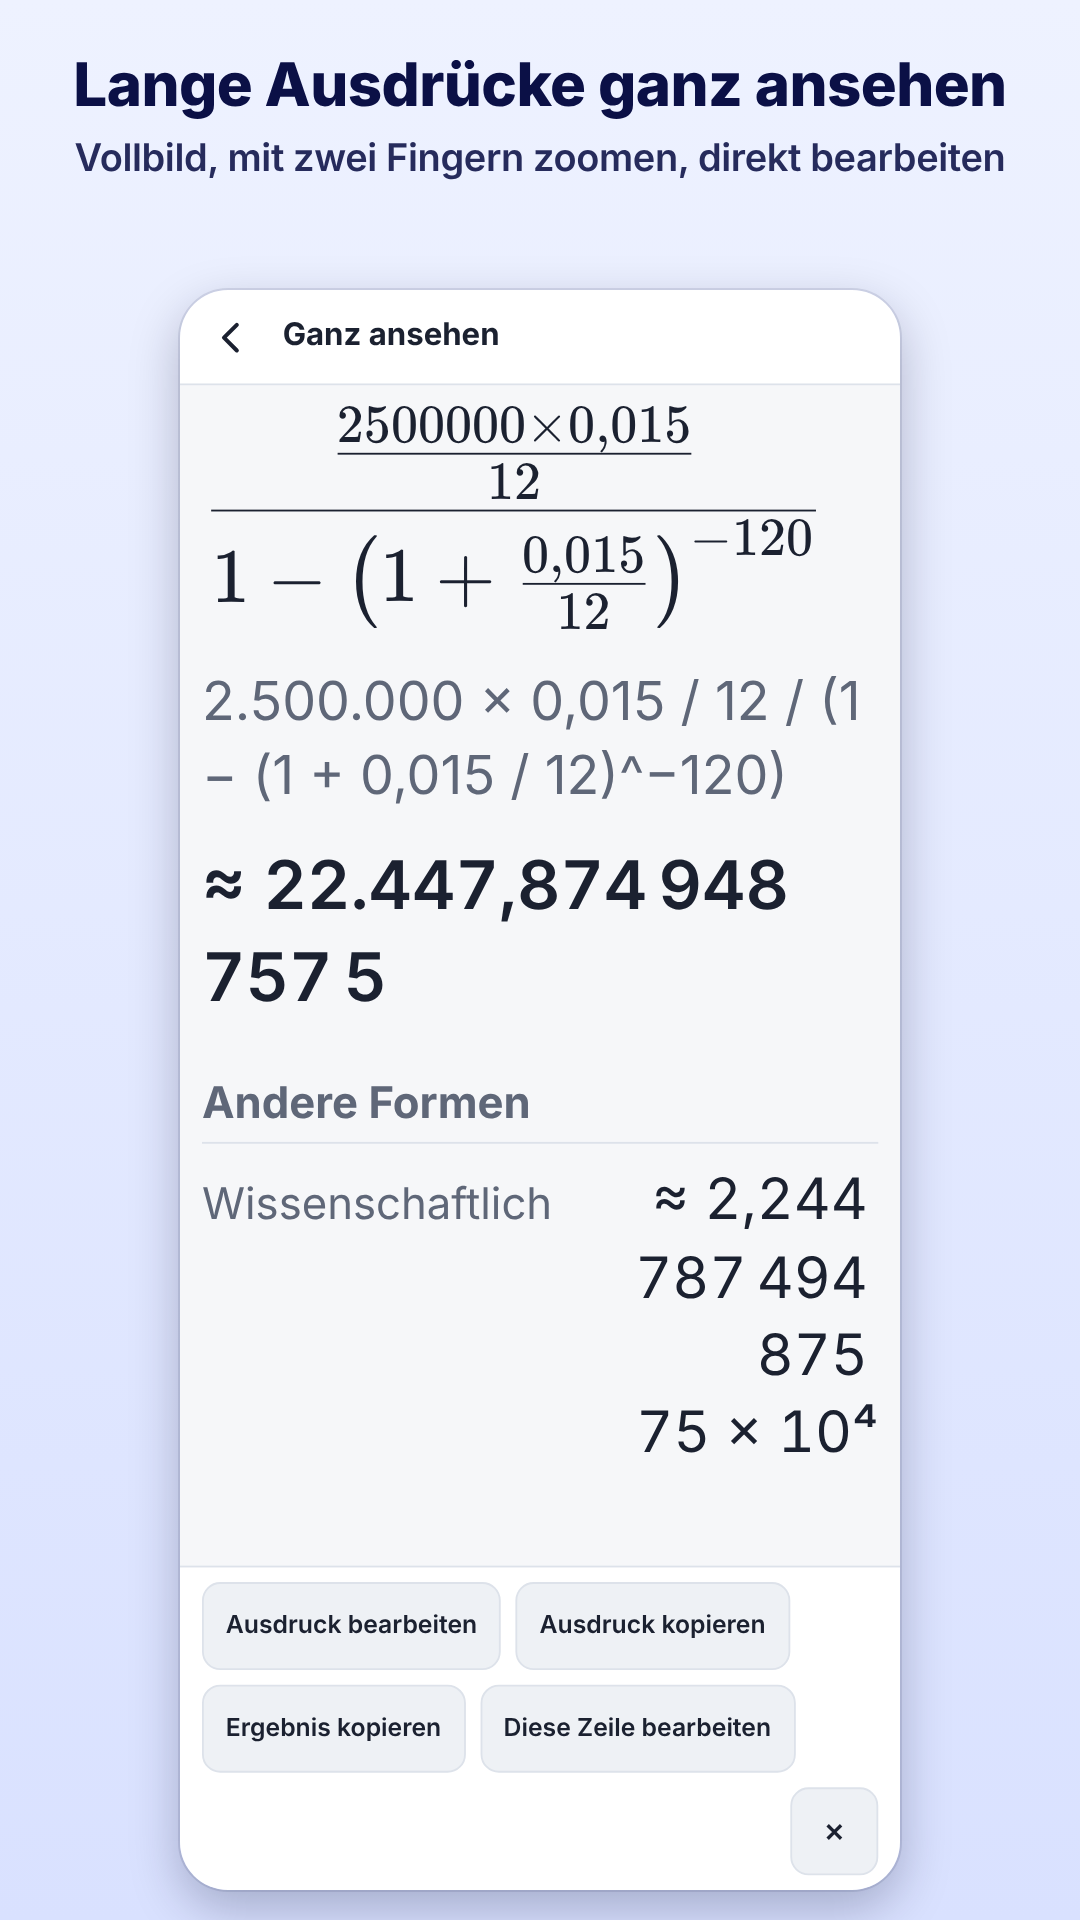 Lange Ausdrücke ganz ansehen
Vollbild, mit zwei Fingern zoomen, direkt bearbeiten
Ganz ansehen
2500000×0,015
12
1 − (1 + 0,015/12)^−120
2.500.000 × 0,015 / 12 / (1
− (1 + 0,015 / 12)^−120)
≈ 22.447,874 948
757 5
Andere Formen
Wissenschaftlich ≈ 2,244
787 494
875
75 × 10⁴
Ausdruck bearbeiten Ausdruck kopieren
Ergebnis kopieren Diese Zeile bearbeiten
×